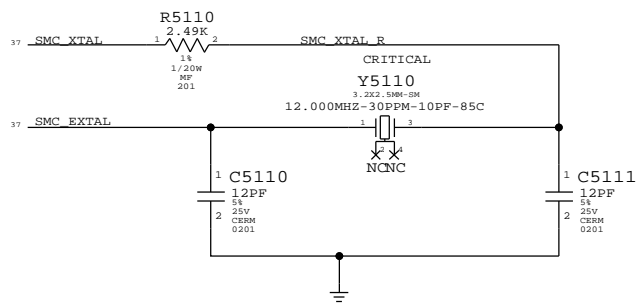 R5110
2.49K
37 SMC_XTAL 1 2 SMC_XTAL_R
1%
1/20W
MF
201
CRITICAL
Y5110
3.2X2.5MM-SM
12.000MHZ-30PPM-10PF-85C
37 SMC_EXTAL 1 3
2 4
NC NC
1 C5110
12PF
5%
2 25V
CERM
0201
1 C5111
12PF
5%
2 25V
CERM
0201